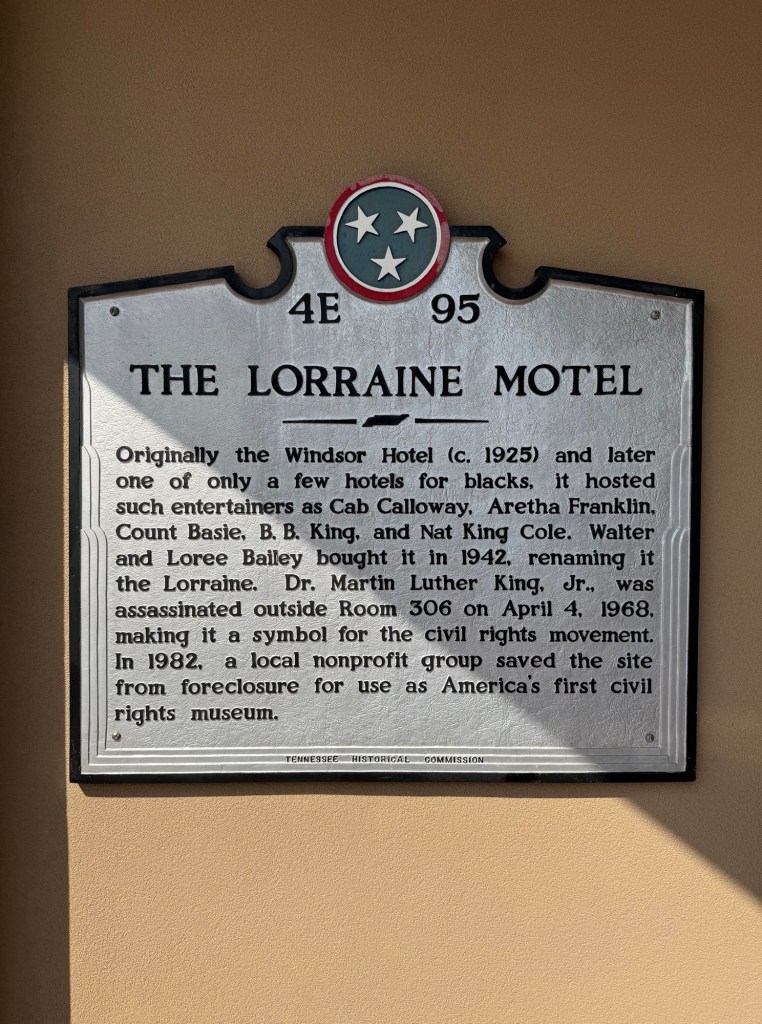 4E 95
THE LORRAINE MOTEL
Originally the Windsor Hotel (c. 1925) and later
one of only a few hotels for blacks, it hosted
such entertainers as Cab Calloway, Aretha Franklin,
Count Basie, B. B. King, and Nat King Cole. Walter
and Loree Bailey bought it in 1942, renaming it
the Lorraine. Dr. Martin Luther King, Jr., was
assassinated outside Room 306 on April 4, 1968,
making it a symbol for the civil rights movement.
In 1982, a local nonprofit group saved the site
from foreclosure for use as America's first civil
rights museum.
TENNESSEE HISTORICAL COMMISSION